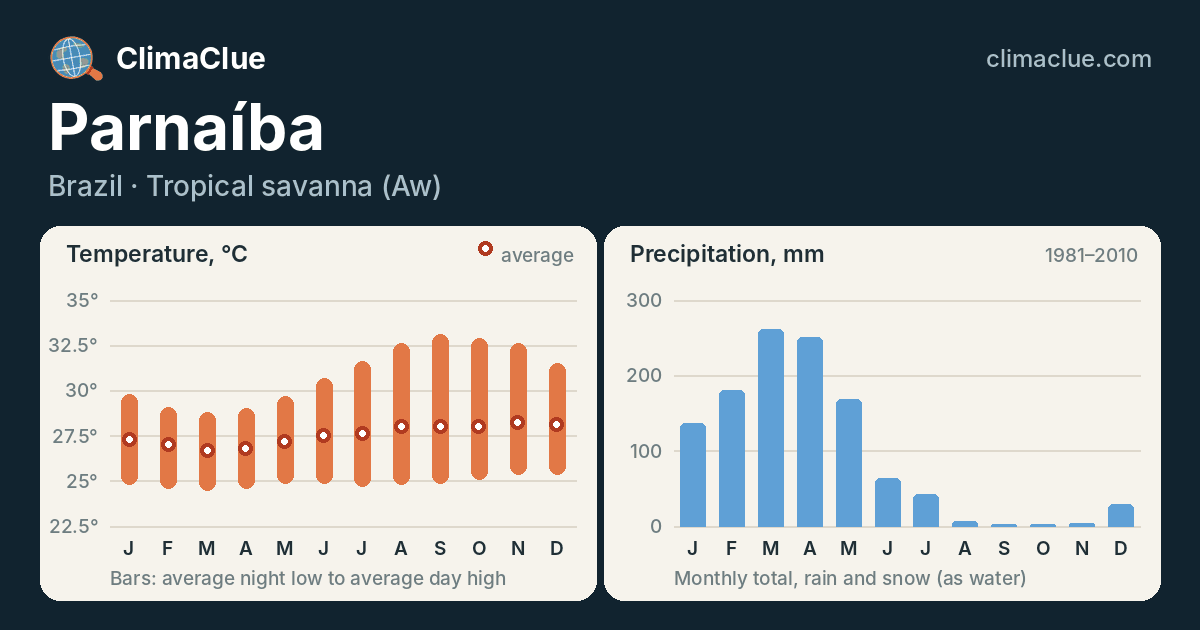 ClimaClue
climaclue.com
Parnaíba
Brazil · Tropical savanna (Aw)
Temperature, °C
average
35°
32.5°
30°
27.5°
25°
22.5°
J F M A M J J A S O N D
Bars: average night low to average day high
Precipitation, mm
1981–2010
300
200
100
0
J F M A M J J A S O N D
Monthly total, rain and snow (as water)